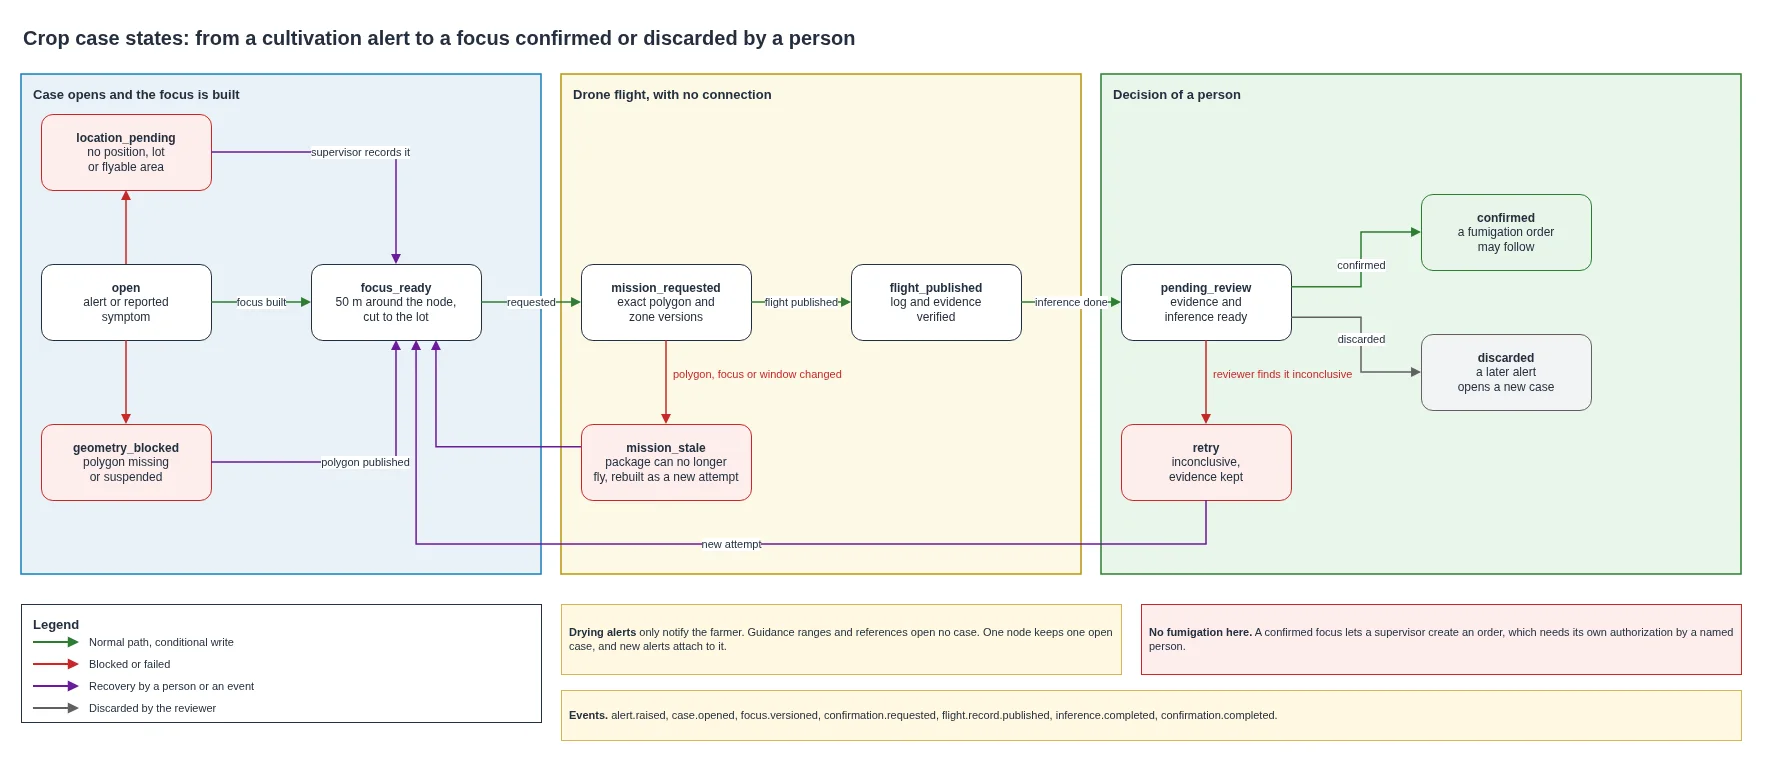 Crop case states: from a cultivation alert to a focus confirmed or discarded by a person
Case opens and the focus is built
location_pending
no position, lot
or flyable area
supervisor records it
open
alert or reported
symptom
focus built
focus_ready
50 m around the node,
cut to the lot
requested
geometry_blocked
polygon missing
or suspended
polygon published
Drone flight, with no connection
mission_requested
exact polygon and
zone versions
flight published
flight_published
log and evidence
verified
inference done
polygon, focus or window changed
mission_stale
package can no longer
fly, rebuilt as a new attempt
new attempt
Decision of a person
pending_review
evidence and
inference ready
confirmed
confirmed
a fumigation order
may follow
discarded
discarded
a later alert
opens a new case
reviewer finds it inconclusive
retry
inconclusive,
evidence kept
Legend
Normal path, conditional write
Blocked or failed
Recovery by a person or an event
Discarded by the reviewer
Drying alerts only notify the farmer. Guidance ranges and references open no case. One node keeps one open
case, and new alerts attach to it.
No fumigation here. A confirmed focus lets a supervisor create an order, which needs its own authorization by a named
person.
Events. alert.raised, case.opened, focus.versioned, confirmation.requested, flight.record.published, inference.completed, confirmation.completed.